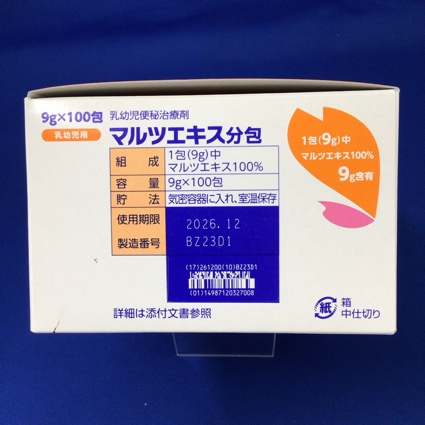 9g×100包 乳幼児便秘治療剤
乳幼児用
マルツエキス分包
組成 1包(9g)中
マルツエキス100%
容量 9g×100包
貯法 気密容器に入れ、室温保存
使用期限 2026.12
製造番号 BZ23D1
(17)261200(10)BZ23D1
(01)14987120327008
詳細は添付文書参照
1包(9g)中
マルツエキス100%
9g含有
紙
箱
中仕切り